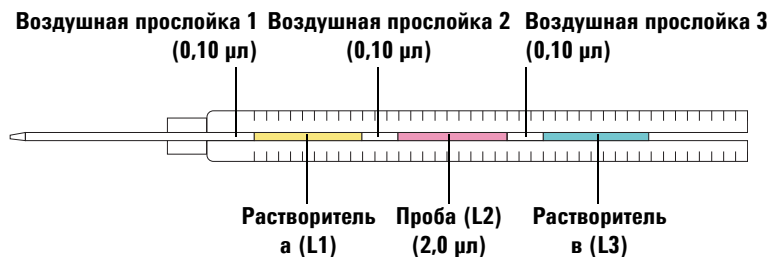 Воздушная прослойка 1 Воздушная прослойка 2 Воздушная прослойка 3
(0,10 µл) (0,10 µл) (0,10 µл)
Растворитель Проба (L2) Растворитель
а (L1) (2,0 µл) в (L3)